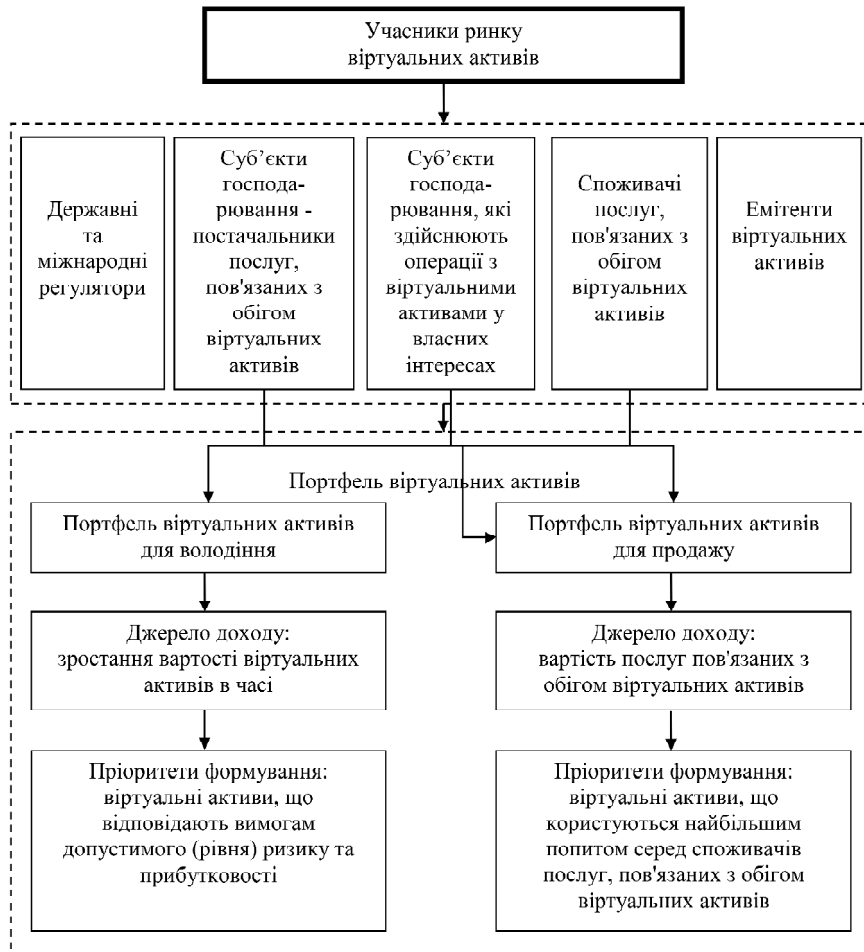 Учасники ринку
віртуальних активів
Державні
та
міжнародні
регулятори
Суб’єкти
господа-
рювання -
постачальники
послуг,
пов'язаних з
обігом
віртуальних
активів
Суб’єкти
господа-
рювання, які
здійснюють
операції з
віртуальними
активами у
власних
інтересах
Споживачі
послуг,
пов'язаних з
обігом
віртуальних
активів
Емітенти
віртуальних
активів
Портфель віртуальних активів
Портфель віртуальних активів
для володіння
Портфель віртуальних активів
для продажу
Джерело доходу:
зростання вартості віртуальних
активів в часі
Джерело доходу:
вартість послуг пов'язаних з
обігом віртуальних активів
Пріоритети формування:
віртуальні активи, що
відповідають вимогам
допустимого (рівня) ризику та
прибутковості
Пріоритети формування:
віртуальні активи, що
користуються найбільшим
попитом серед споживачів
послуг, пов'язаних з обігом
віртуальних активів